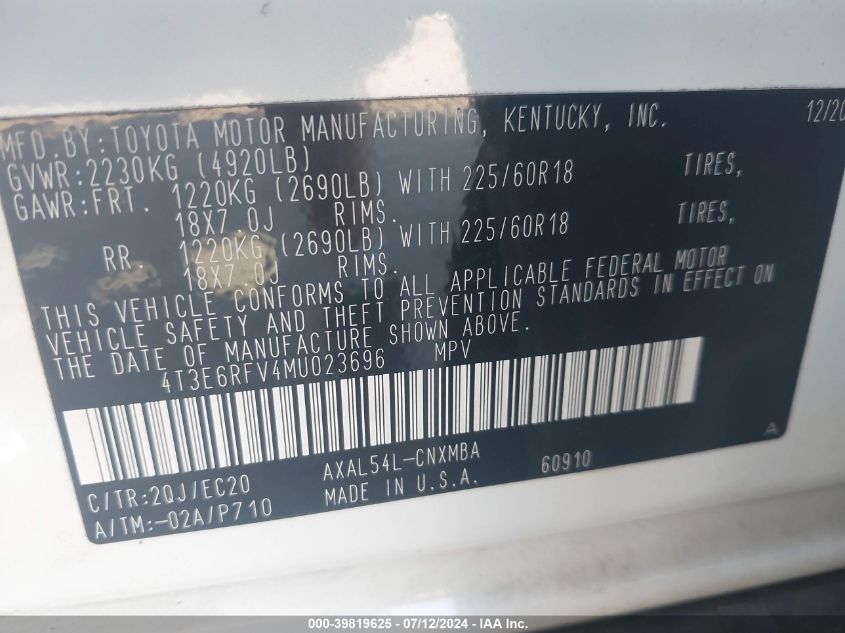 MFD.BY:TOYOTA MOTOR MANUFACTURING, KENTUCKY, INC. 12/20
GVWR:2230KG (4920LB)
GAWR:FRT. 1220KG (2690LB) WITH 225/60R18 TIRES,
18X7.0J RIMS.
RR. 1220KG (2690LB) WITH 225/60R18 TIRES,
18X7.0J RIMS.
THIS VEHICLE CONFORMS TO ALL APPLICABLE FEDERAL MOTOR
VEHICLE SAFETY AND THEFT PREVENTION STANDARDS IN EFFECT ON
THE DATE OF MANUFACTURE SHOWN ABOVE.
4T3E6RFV4MU023696 MPV
C/TR:2QJ/EC20 AXAL54L-CNXMBA 60910 A
A/TM:-02A/P710 MADE IN U.S.A.
000-39819625 - 07/12/2024 - IAA Inc.